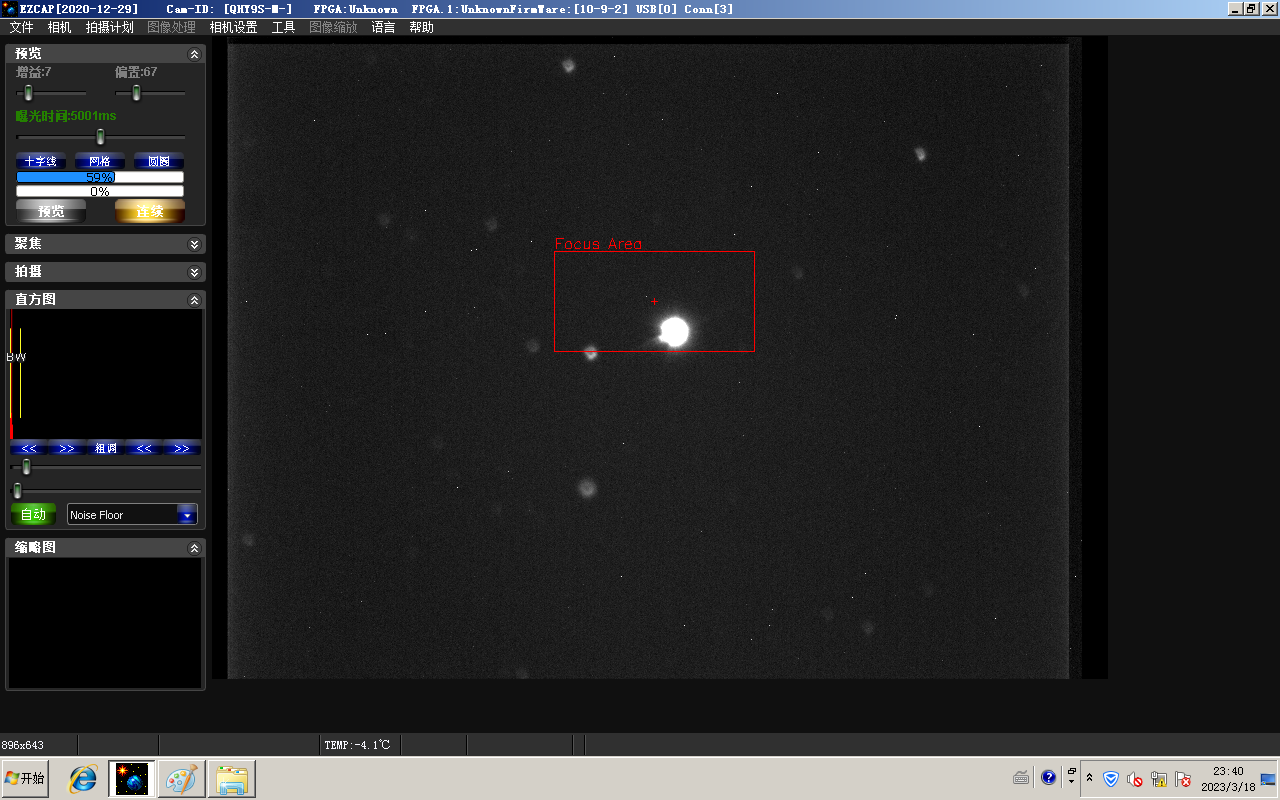 EZCAP[2020-12-29] Cam-ID: [QHY9S-M-] FPGA:Unknown FPGA.1:UnknownFirmWare:[10-9-2] USB[0] Conn[3]
文件 相机 拍摄计划 图像处理 相机设置 工具 图像缩放 语言 帮助
预览
增益:7 偏置:67
曝光时间:5001ms
十字线 网格 圆圈
59%
0%
预览 连续
聚焦
拍摄
直方图
B W
<< >> 粗调 << >>
自动 Noise Floor
缩略图
Focus Area
896x643 TEMP:-4.1℃
开始
23:40
2023/3/18